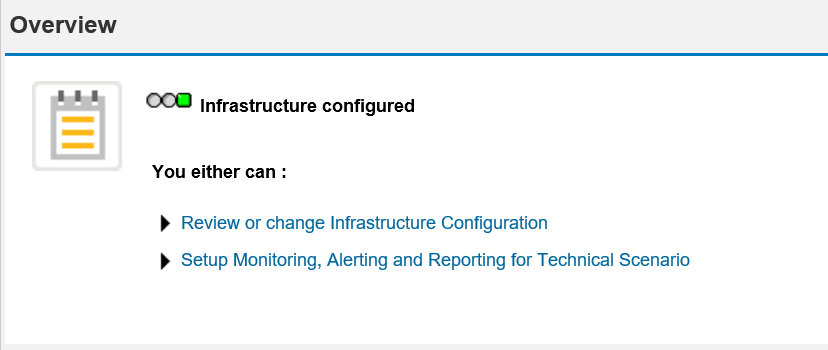 Overview
Infrastructure configured
You either can :
Review or change Infrastructure Configuration
Setup Monitoring, Alerting and Reporting for Technical Scenario